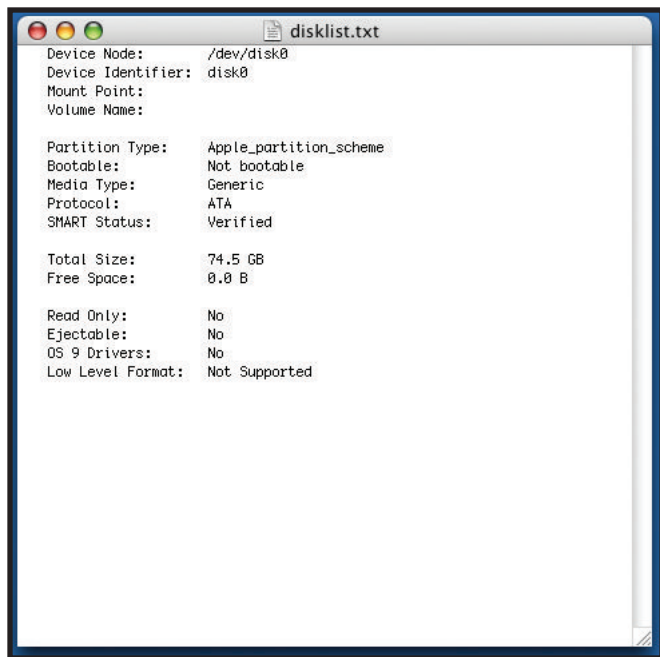 disklist.txt
Device Node: /dev/disk0
Device Identifier: disk0
Mount Point:
Volume Name:
Partition Type: Apple_partition_scheme
Bootable: Not bootable
Media Type: Generic
Protocol: ATA
SMART Status: Verified
Total Size: 74.5 GB
Free Space: 0.0 B
Read Only: No
Ejectable: No
OS 9 Drivers: No
Low Level Format: Not Supported